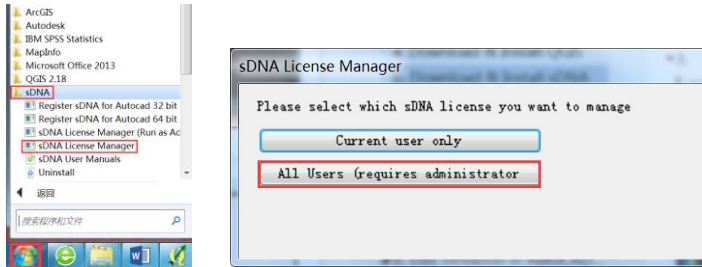 ArcGIS
Autodesk
IBM SPSS Statistics
MapInfo
Microsoft Office 2013
QGIS 2.18
sDNA
Register sDNA for Autocad 32 bit
Register sDNA for Autocad 64 bit
sDNA License Manager (Run as Ad
sDNA License Manager
sDNA User Manuals
Uninstall
返回
搜索程序和文件
sDNA License Manager
Please select which sDNA license you want to manage
Current user only
All Users (requires administrator